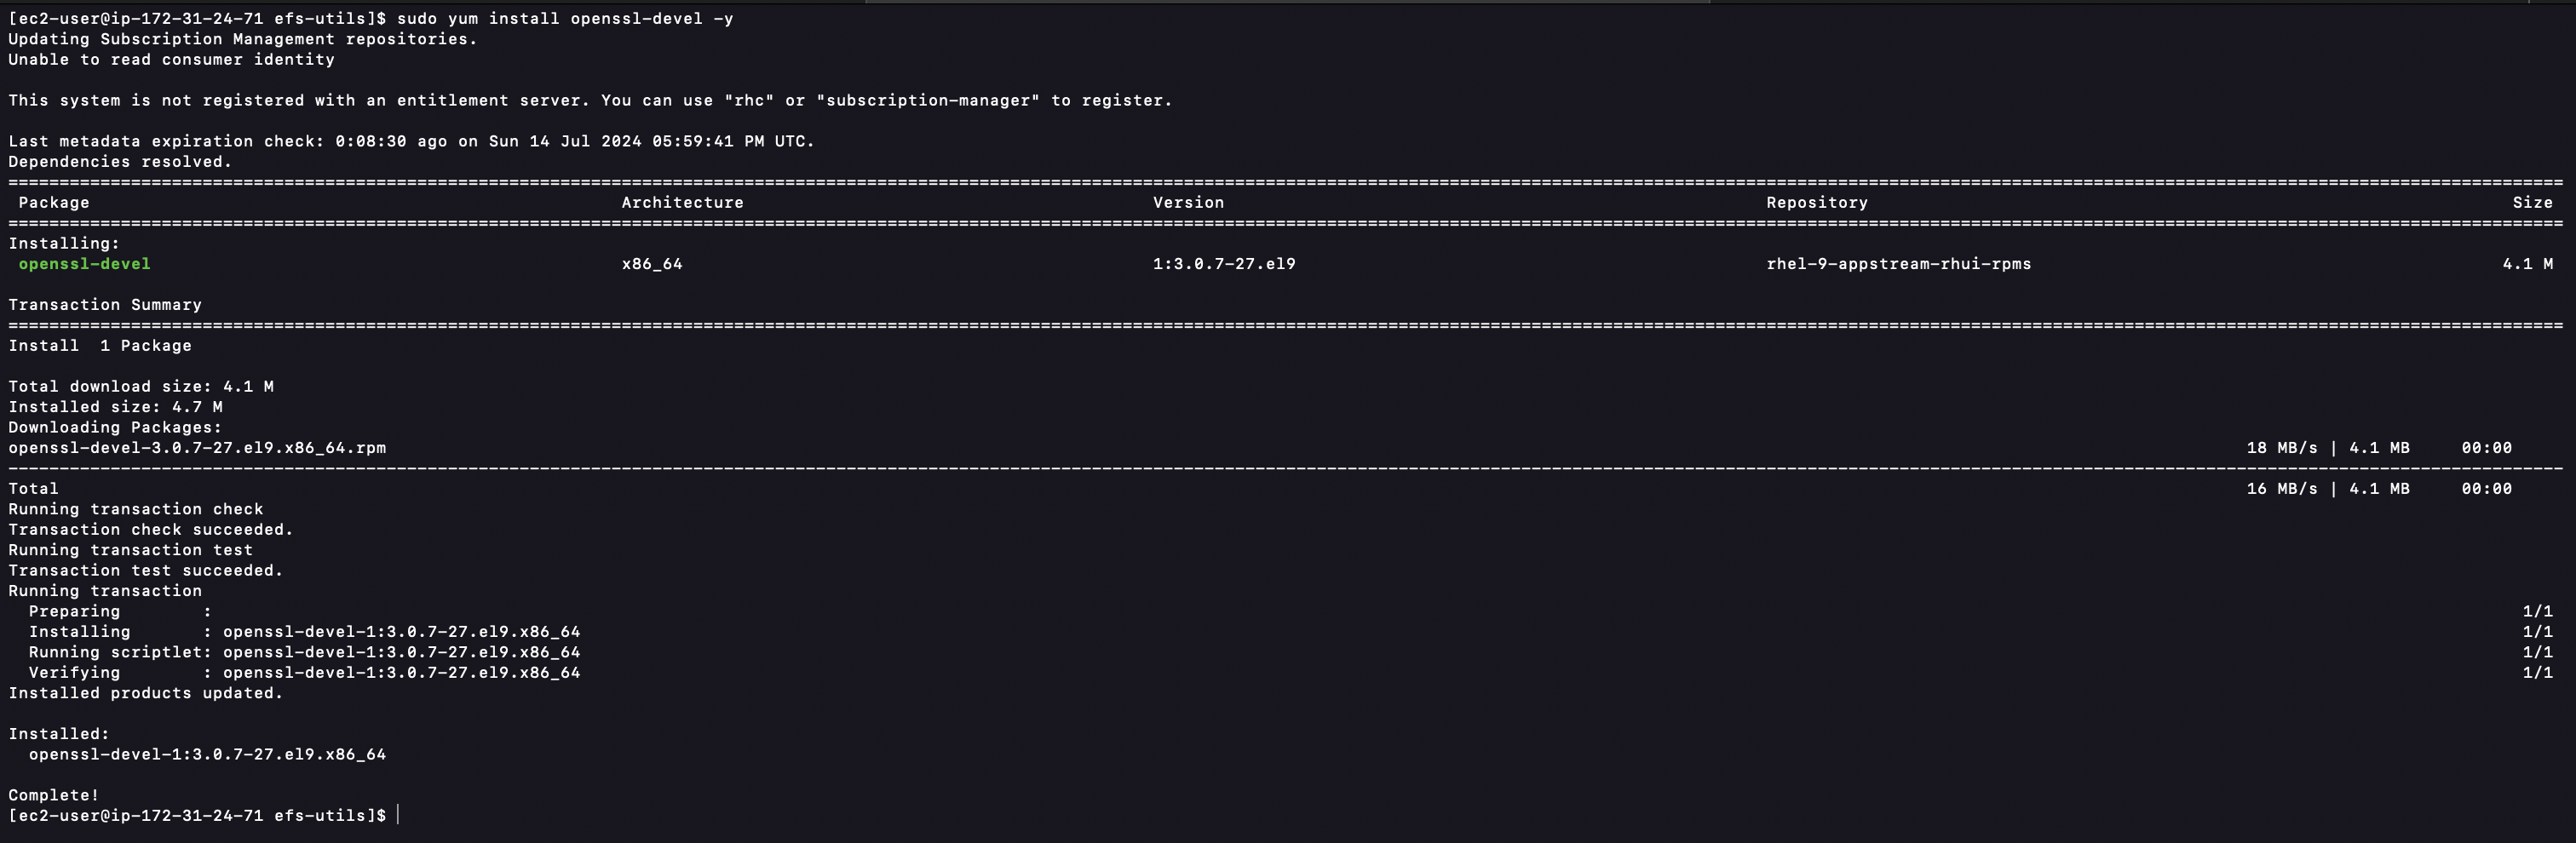 [ec2-user@ip-172-31-24-71 efs-utils]$ sudo yum install openssl-devel -y
Updating Subscription Management repositories.
Unable to read consumer identity
This system is not registered with an entitlement server. You can use "rhc" or "subscription-manager" to register.
Last metadata expiration check: 0:08:30 ago on Sun 14 Jul 2024 05:59:41 PM UTC.
Dependencies resolved.
Package Architecture Version Repository Size
Installing:
openssl-devel x86_64 1:3.0.7-27.el9 rhel-9-appstream-rhui-rpms 4.1 M
Transaction Summary
Install 1 Package
Total download size: 4.1 M
Installed size: 4.7 M
Downloading Packages:
openssl-devel-3.0.7-27.el9.x86_64.rpm 18 MB/s | 4.1 MB 00:00
Total 16 MB/s | 4.1 MB 00:00
Running transaction check
Transaction check succeeded.
Running transaction test
Transaction test succeeded.
Running transaction
Preparing : 1/1
Installing : openssl-devel-1:3.0.7-27.el9.x86_64 1/1
Running scriptlet: openssl-devel-1:3.0.7-27.el9.x86_64 1/1
Verifying : openssl-devel-1:3.0.7-27.el9.x86_64 1/1
Installed products updated.
Installed:
openssl-devel-1:3.0.7-27.el9.x86_64
Complete!
[ec2-user@ip-172-31-24-71 efs-utils]$